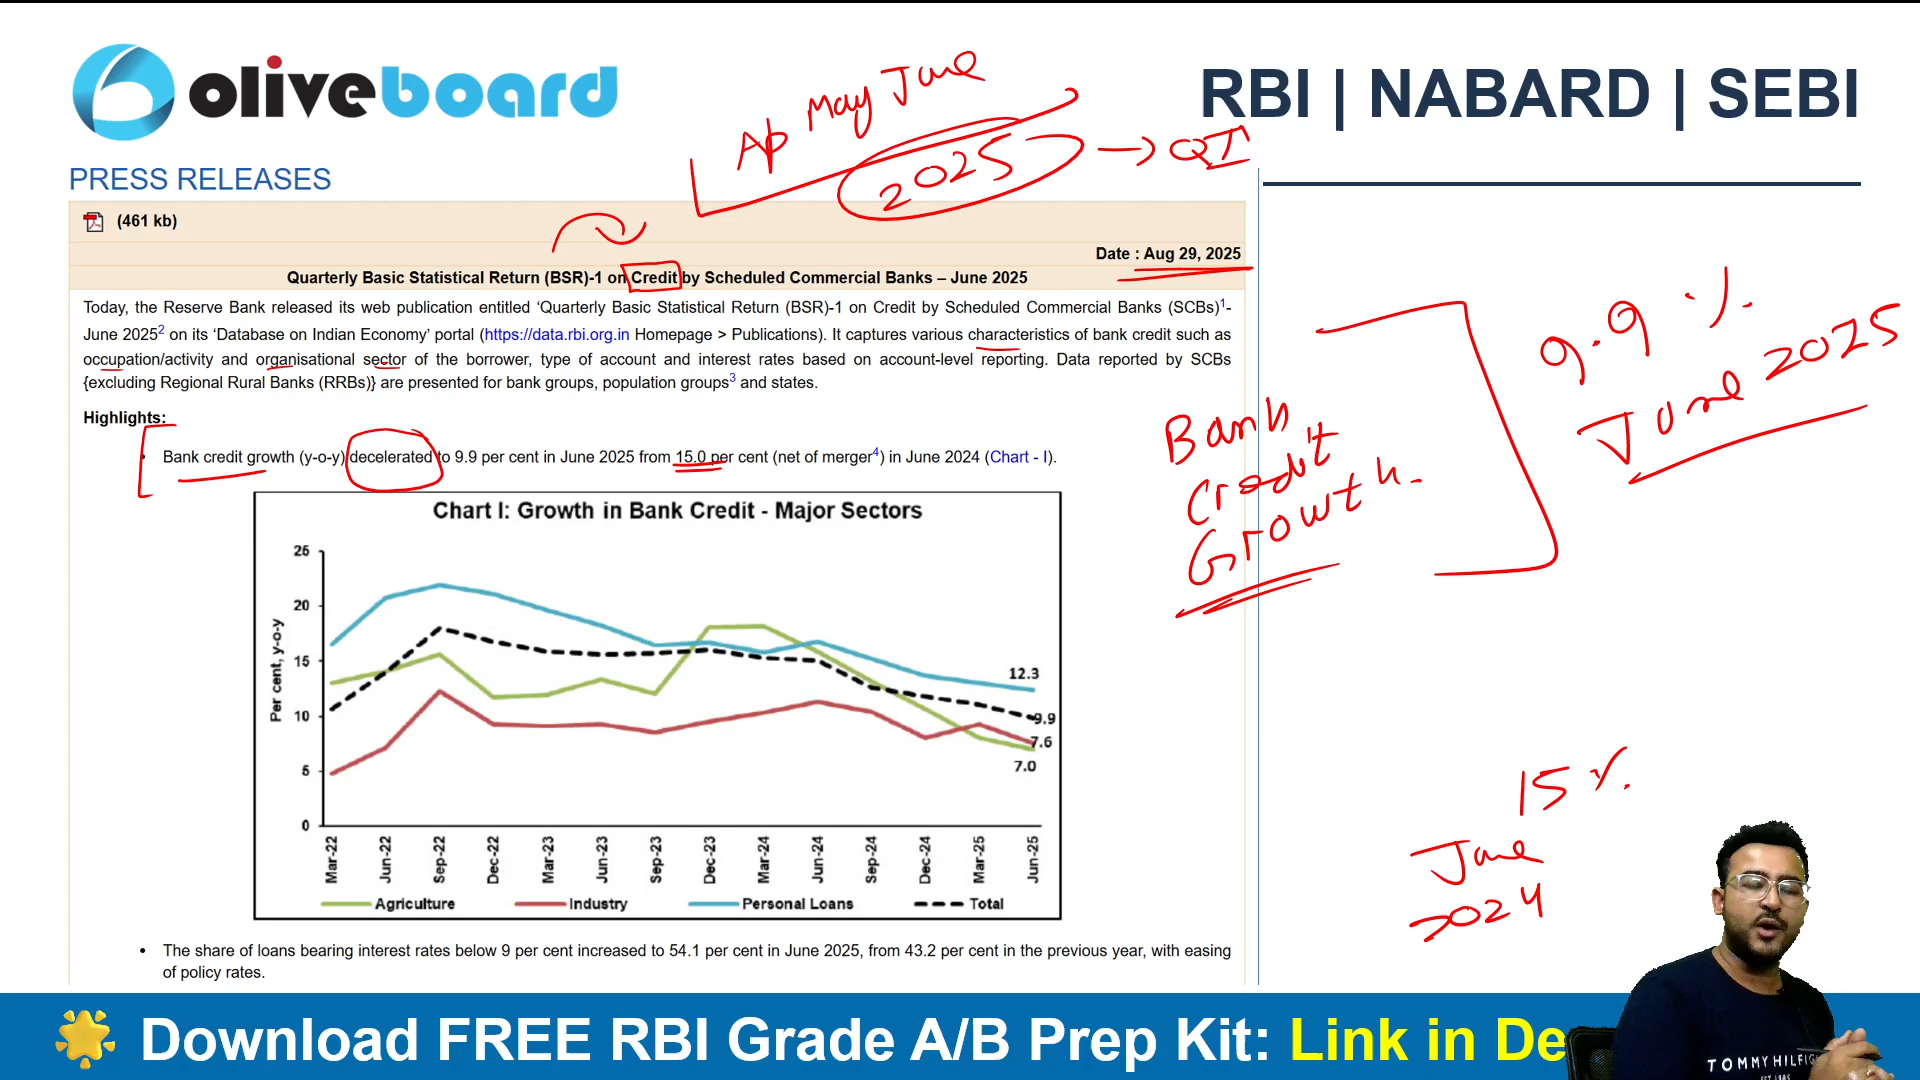 oliveboard
RBI | NABARD | SEBI
Ap May June
2025 → Q1
PRESS RELEASES
(461 kb)
Date : Aug 29, 2025
Quarterly Basic Statistical Return (BSR)-1 on Credit by Scheduled Commercial Banks – June 2025
Today, the Reserve Bank released its web publication entitled ‘Quarterly Basic Statistical Return (BSR)-1 on Credit by Scheduled Commercial Banks (SCBs)1-
June 20252 on its ‘Database on Indian Economy’ portal (https://data.rbi.org.in Homepage > Publications). It captures various characteristics of bank credit such as
occupation/activity and organisational sector of the borrower, type of account and interest rates based on account-level reporting. Data reported by SCBs
{excluding Regional Rural Banks (RRBs)} are presented for bank groups, population groups3 and states.
Highlights:
• Bank credit growth (y-o-y) decelerated to 9.9 per cent in June 2025 from 15.0 per cent (net of merger4) in June 2024 (Chart - I).
Chart I: Growth in Bank Credit - Major Sectors
Per cent, y-o-y
25
20
15
10
5
0
12.3
9.9
7.6
7.0
Mar-22 Jun-22 Sep-22 Dec-22 Mar-23 Jun-23 Sep-23 Dec-23 Mar-24 Jun-24 Sep-24 Dec-24 Mar-25 Jun-25
Agriculture Industry Personal Loans Total
• The share of loans bearing interest rates below 9 per cent increased to 54.1 per cent in June 2025, from 43.2 per cent in the previous year, with easing
of policy rates.
Bank
Credit
Growth.
9.9 %
June 2025
15 %
June
2024
Download FREE RBI Grade A/B Prep Kit: Link in De
TOMMY HILFIG